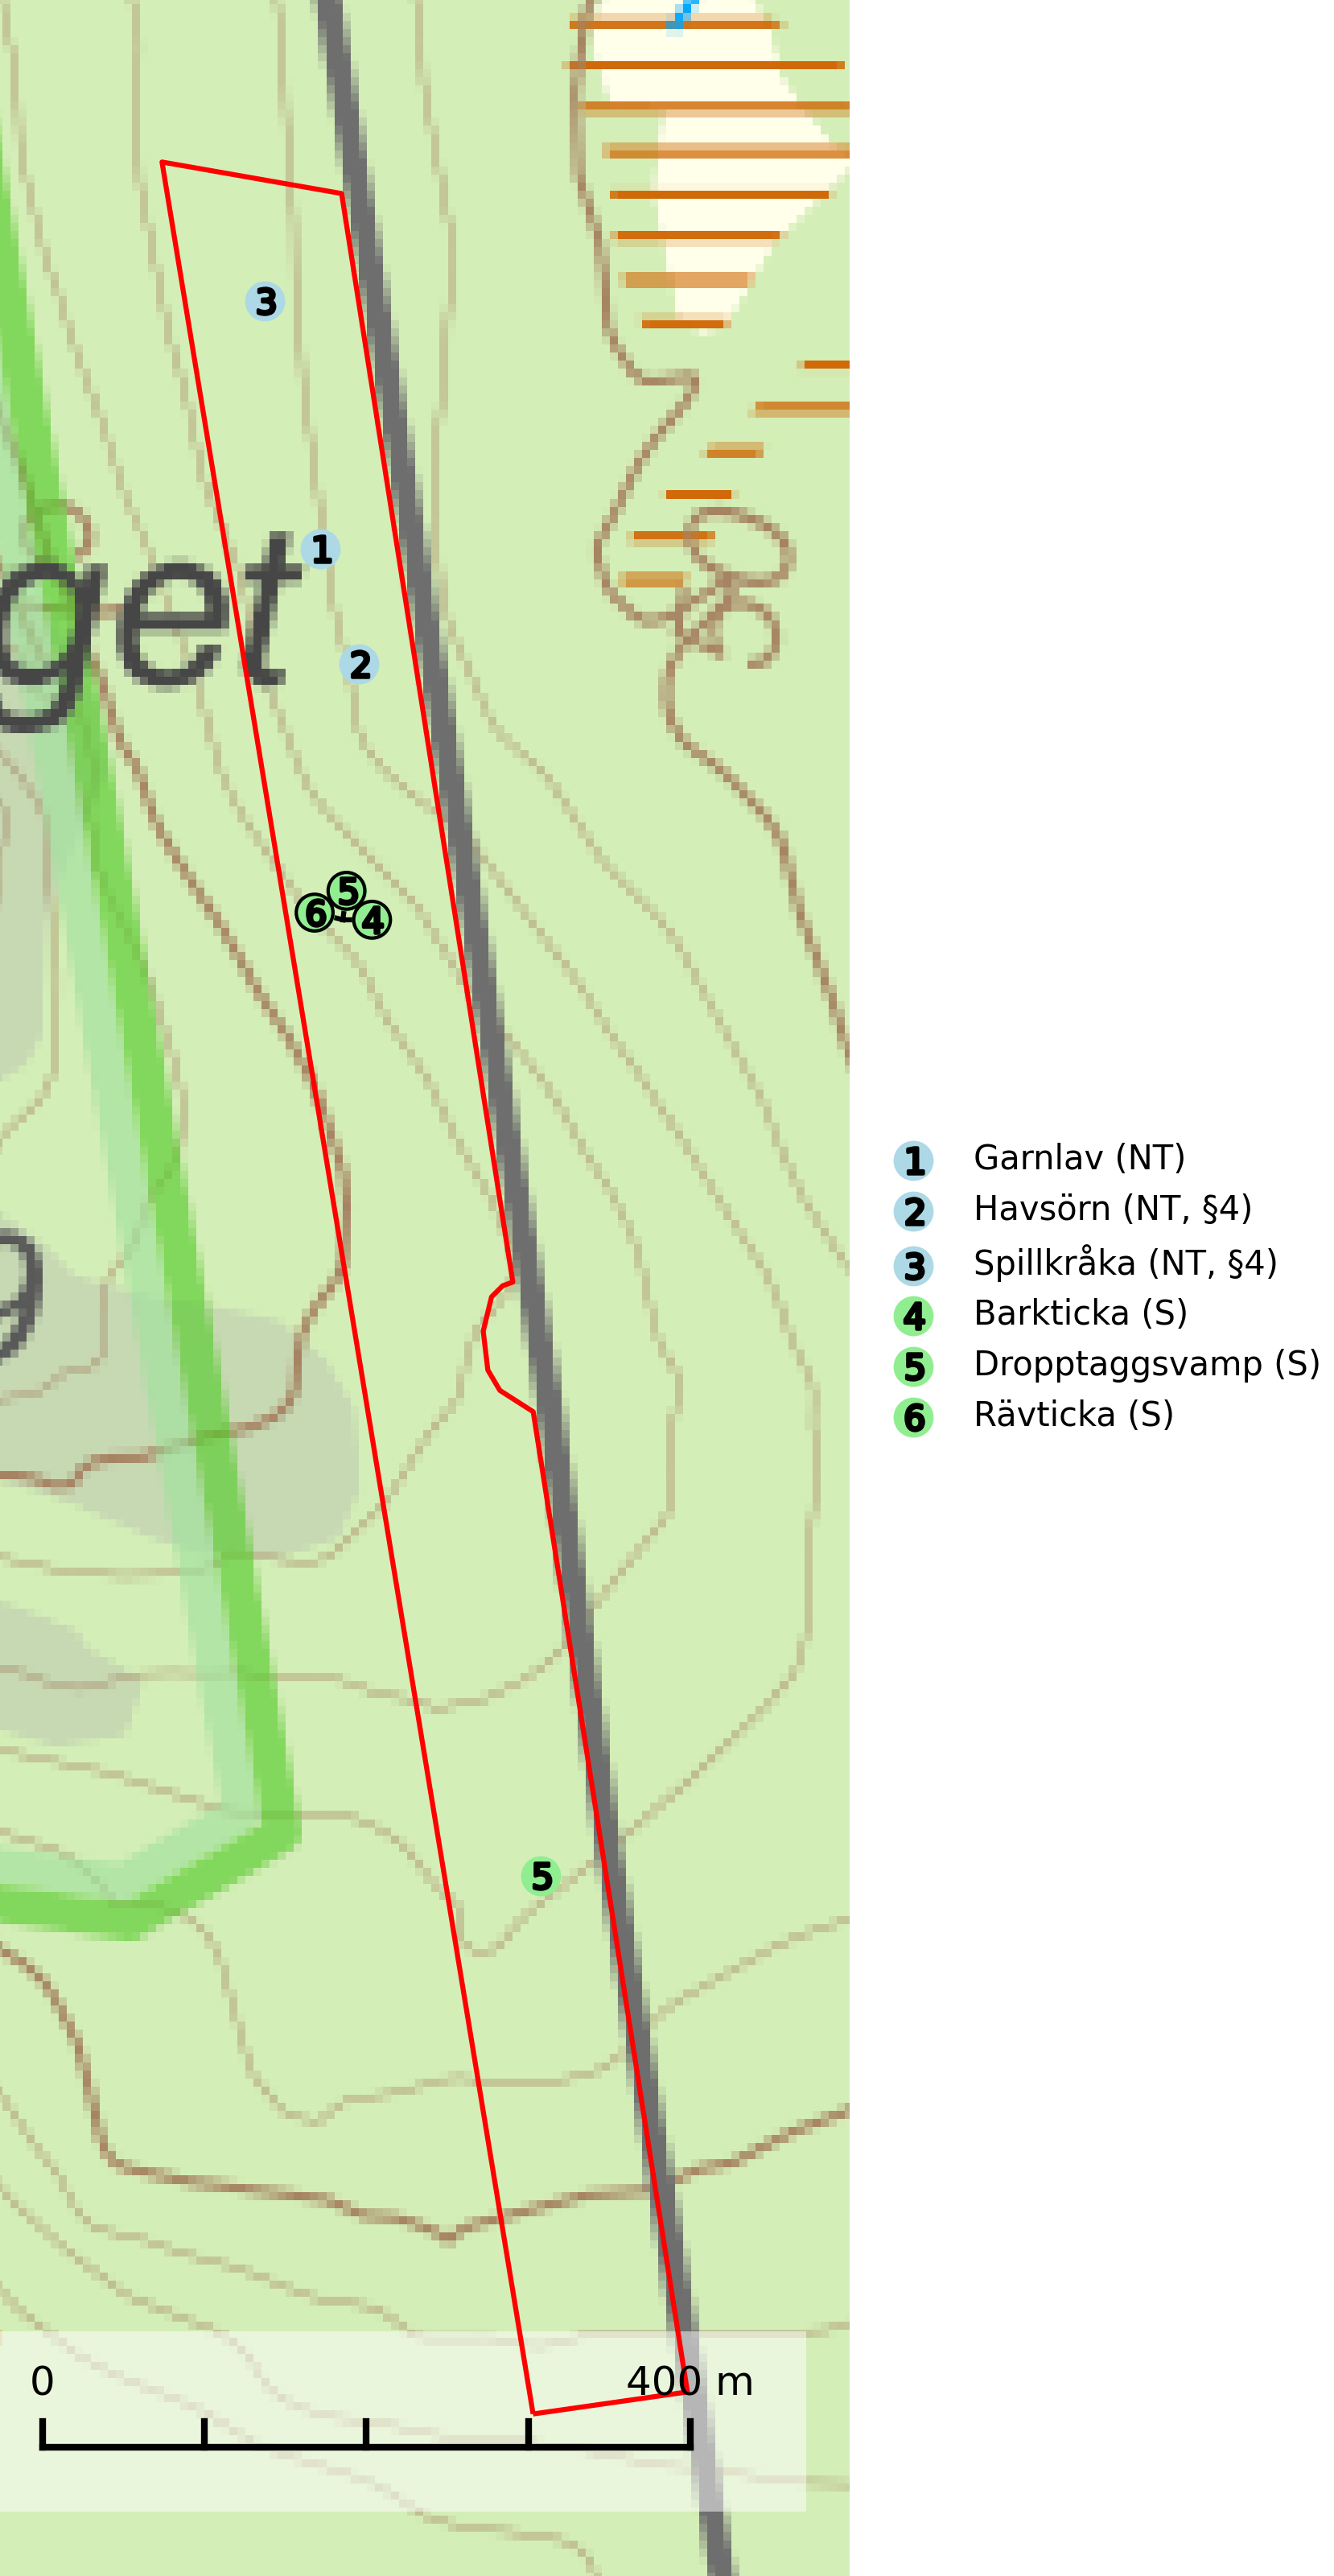 3
get
1
2
5
6
4
5
0
400 m
1 Garnlav (NT)
2 Havsörn (NT, §4)
3 Spillkråka (NT, §4)
4 Barkticka (S)
5 Dropptaggsvamp (S)
6 Rävticka (S)